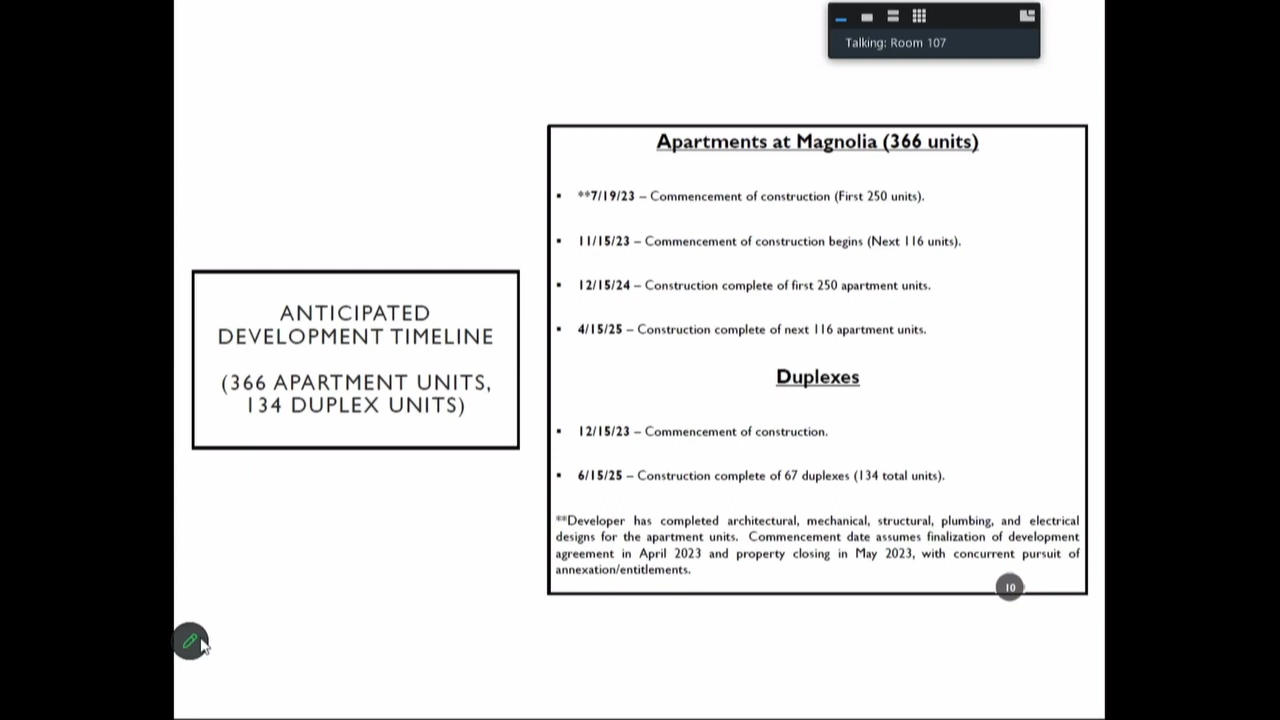 Talking: Room 107
ANTICIPATED
DEVELOPMENT TIMELINE
(366 APARTMENT UNITS,
134 DUPLEX UNITS)
Apartments at Magnolia (366 units)
▪ **7/19/23 – Commencement of construction (First 250 units).
▪ 11/15/23 – Commencement of construction begins (Next 116 units).
▪ 12/15/24 – Construction complete of first 250 apartment units.
▪ 4/15/25 – Construction complete of next 116 apartment units.
Duplexes
▪ 12/15/23 – Commencement of construction.
▪ 6/15/25 – Construction complete of 67 duplexes (134 total units).
**Developer has completed architectural, mechanical, structural, plumbing, and electrical
designs for the apartment units. Commencement date assumes finalization of development
agreement in April 2023 and property closing in May 2023, with concurrent pursuit of
annexation/entitlements.
10